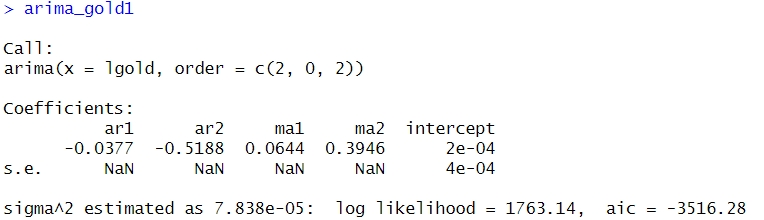 > arima_gold1
Call:
arima(x = lgold, order = c(2, 0, 2))
Coefficients:
ar1 ar2 ma1 ma2 intercept
-0.0377 -0.5188 0.0644 0.3946 2e-04
s.e. NaN NaN NaN NaN 4e-04
sigma^2 estimated as 7.838e-05: log likelihood = 1763.14, aic = -3516.28